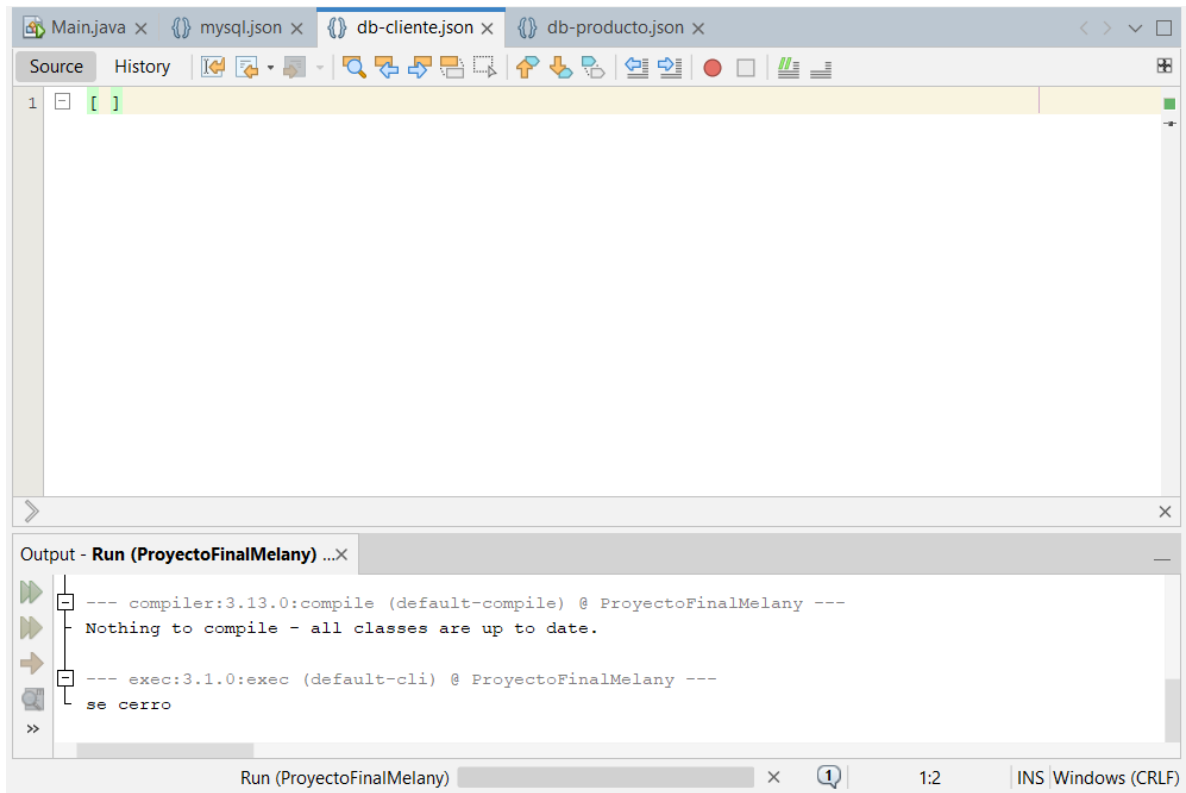 Main.java mysql.json db-cliente.json db-producto.json
Source History
1 [ ]
Output - Run (ProyectoFinalMelany) ...
--- compiler:3.13.0:compile (default-compile) @ ProyectoFinalMelany ---
Nothing to compile - all classes are up to date.
--- exec:3.1.0:exec (default-cli) @ ProyectoFinalMelany ---
se cerro
Run (ProyectoFinalMelany) 1 1:2 INS Windows (CRLF)